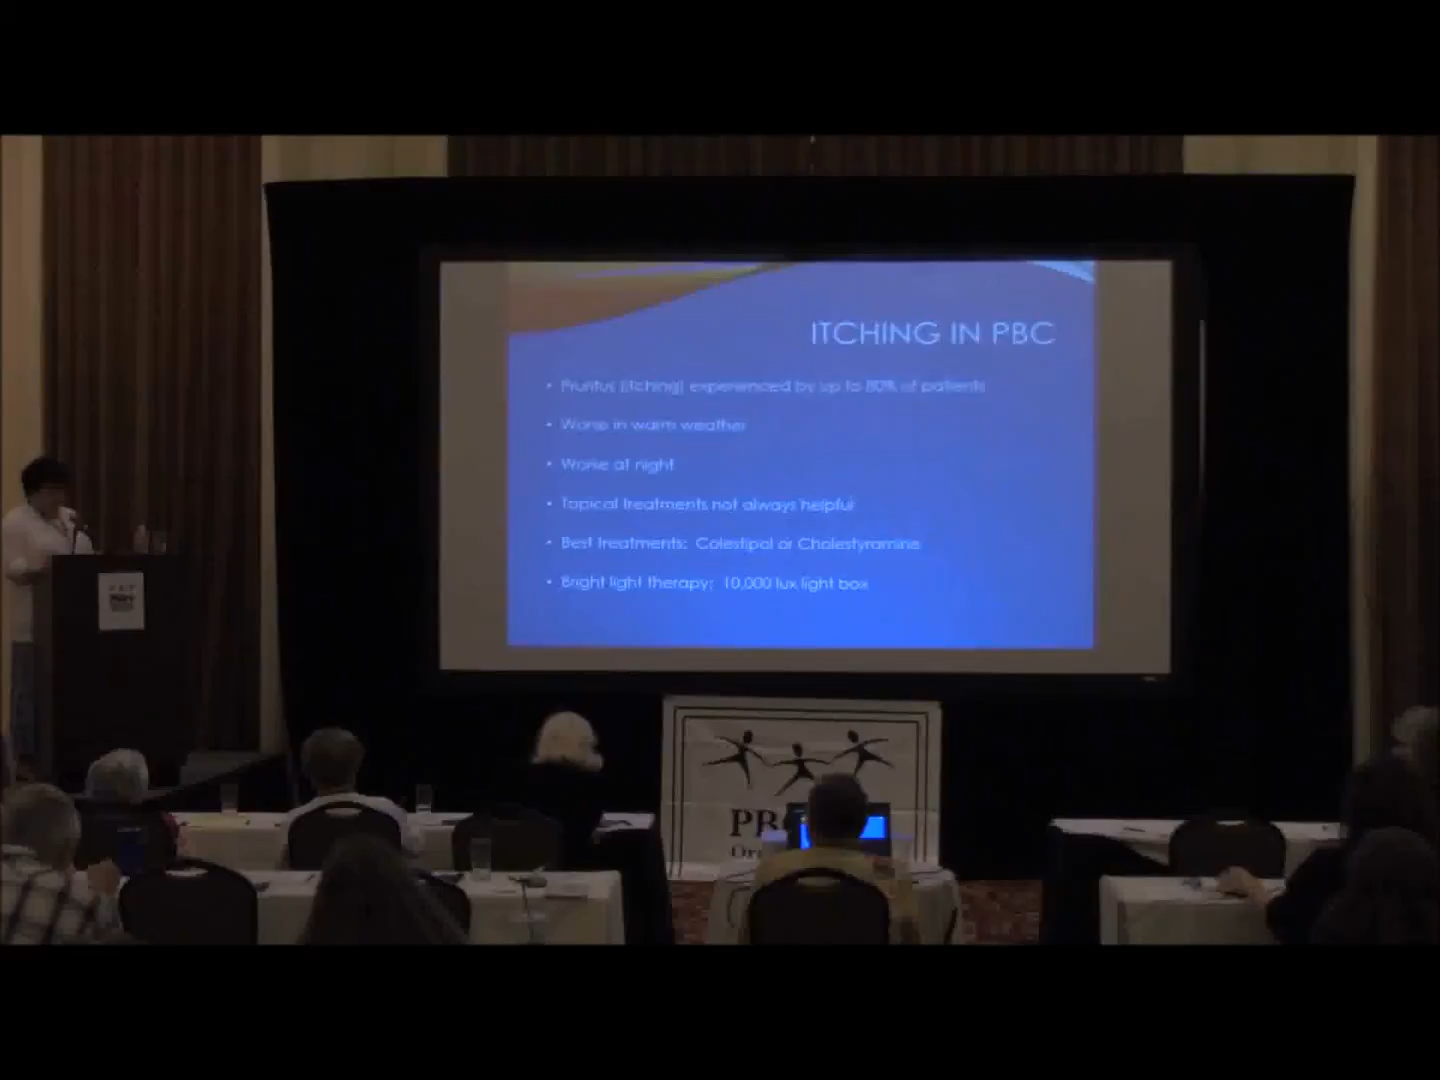 ITCHING IN PBC
• Pruritus (itching) experienced by up to 80% of patients
• Worse in warm weather
• Worse at night
• Topical treatments not always helpful
• Best treatments: Colestipol or Cholestyramine
• Bright light therapy: 10,000 lux light box
PB
Or